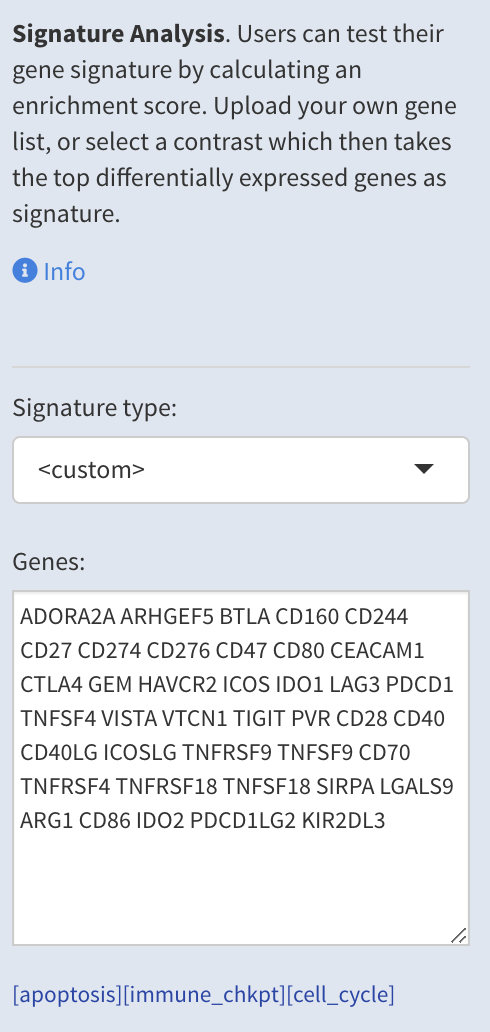 Signature Analysis. Users can test their
gene signature by calculating an
enrichment score. Upload your own gene
list, or select a contrast which then takes
the top differentially expressed genes as
signature.
Info
Signature type:
<custom>
Genes:
ADORA2A ARHGEF5 BTLA CD160 CD244
CD27 CD274 CD276 CD47 CD80 CEACAM1
CTLA4 GEM HAVCR2 ICOS IDO1 LAG3 PDCD1
TNFSF4 VISTA VTCN1 TIGIT PVR CD28 CD40
CD40LG ICOSLG TNFRSF9 TNFSF9 CD70
TNFRSF4 TNFRSF18 TNFSF18 SIRPA LGALS9
ARG1 CD86 IDO2 PDCD1LG2 KIR2DL3
[apoptosis][immune_chkpt][cell_cycle]